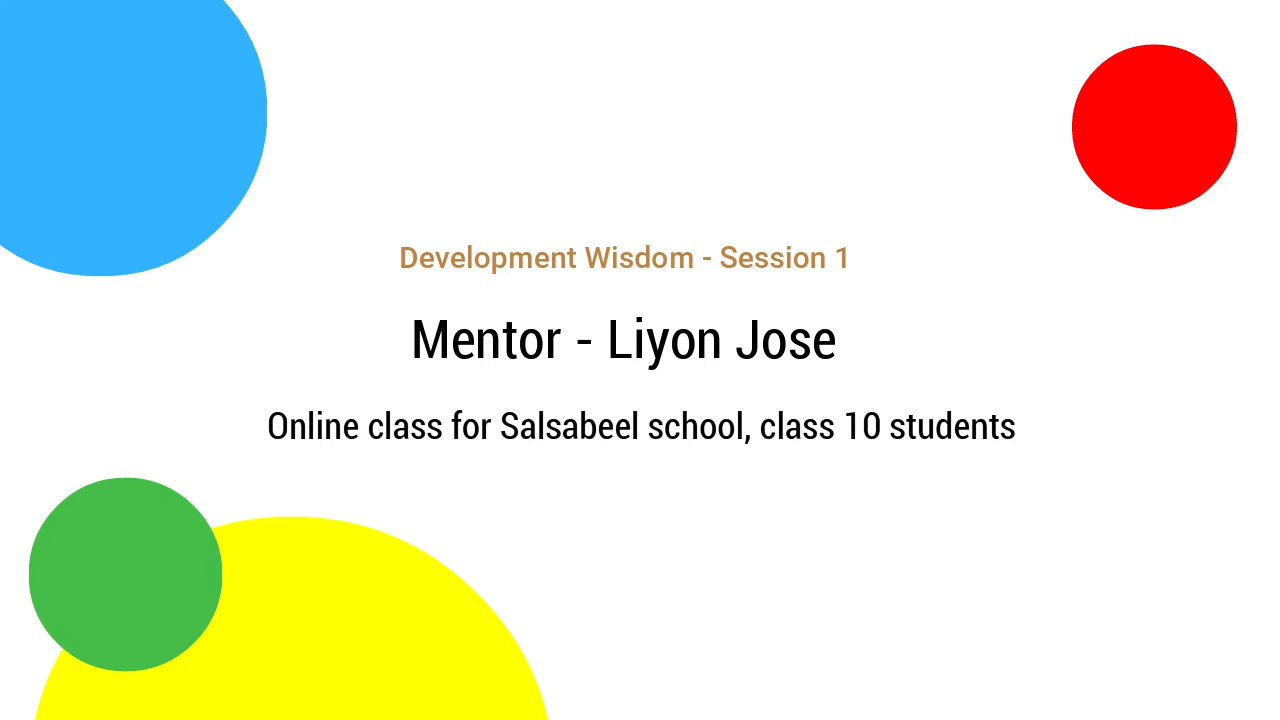 Development Wisdom - Session 1
Mentor - Liyon Jose
Online class for Salsabeel school, class 10 students